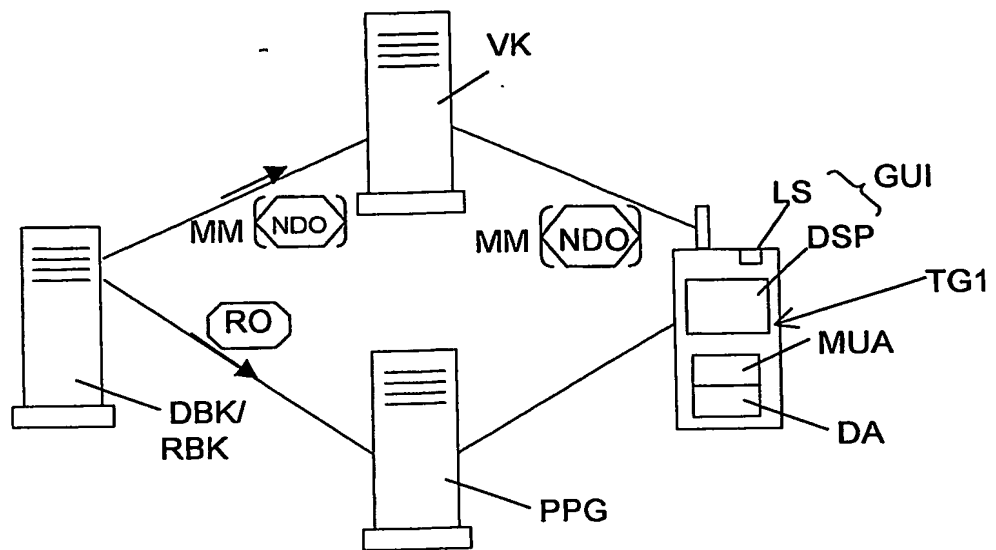 VK
LS
GUI
MM
NDO
MM
NDO
DSP
TG1
RO
MUA
DBK/
RBK
DA
PPG